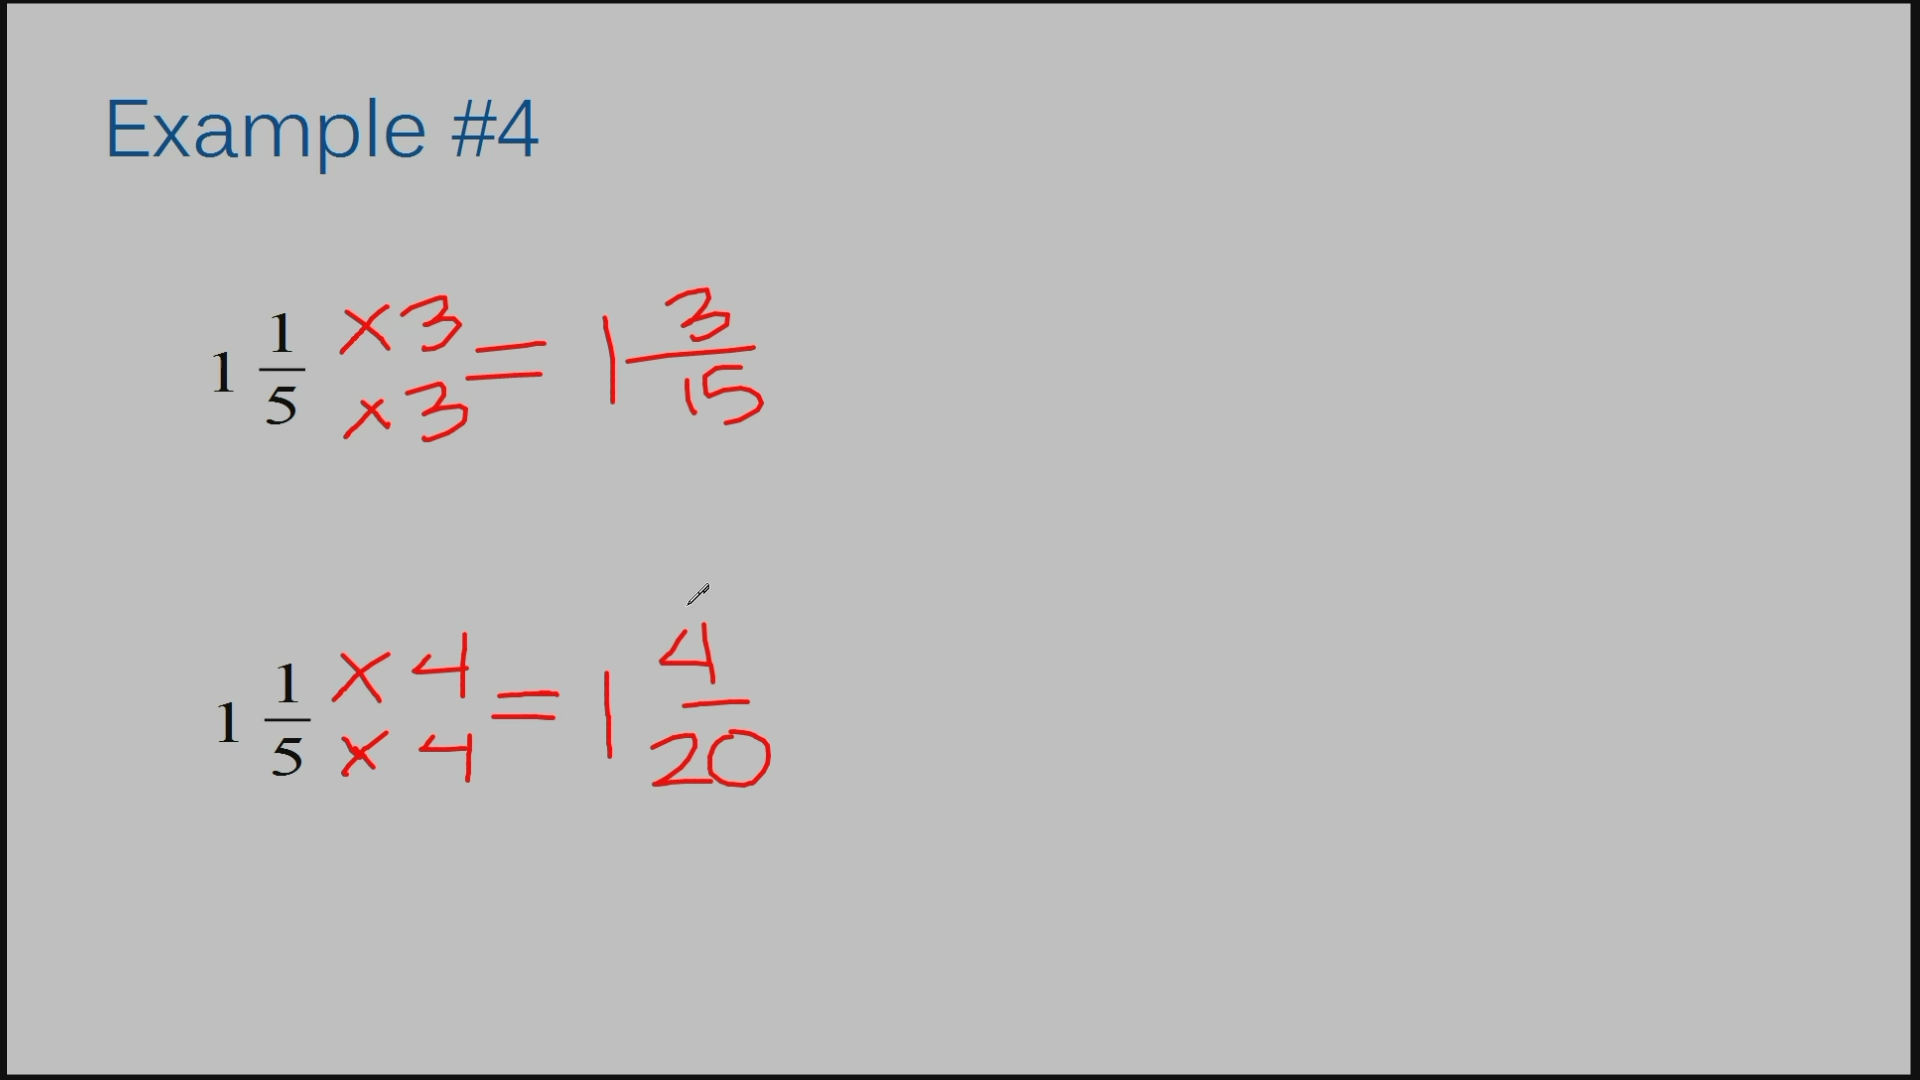 Example #4
1 1/5 ×3/×3 = 1 3/15
1 1/5 ×4/×4 = 1 4/20